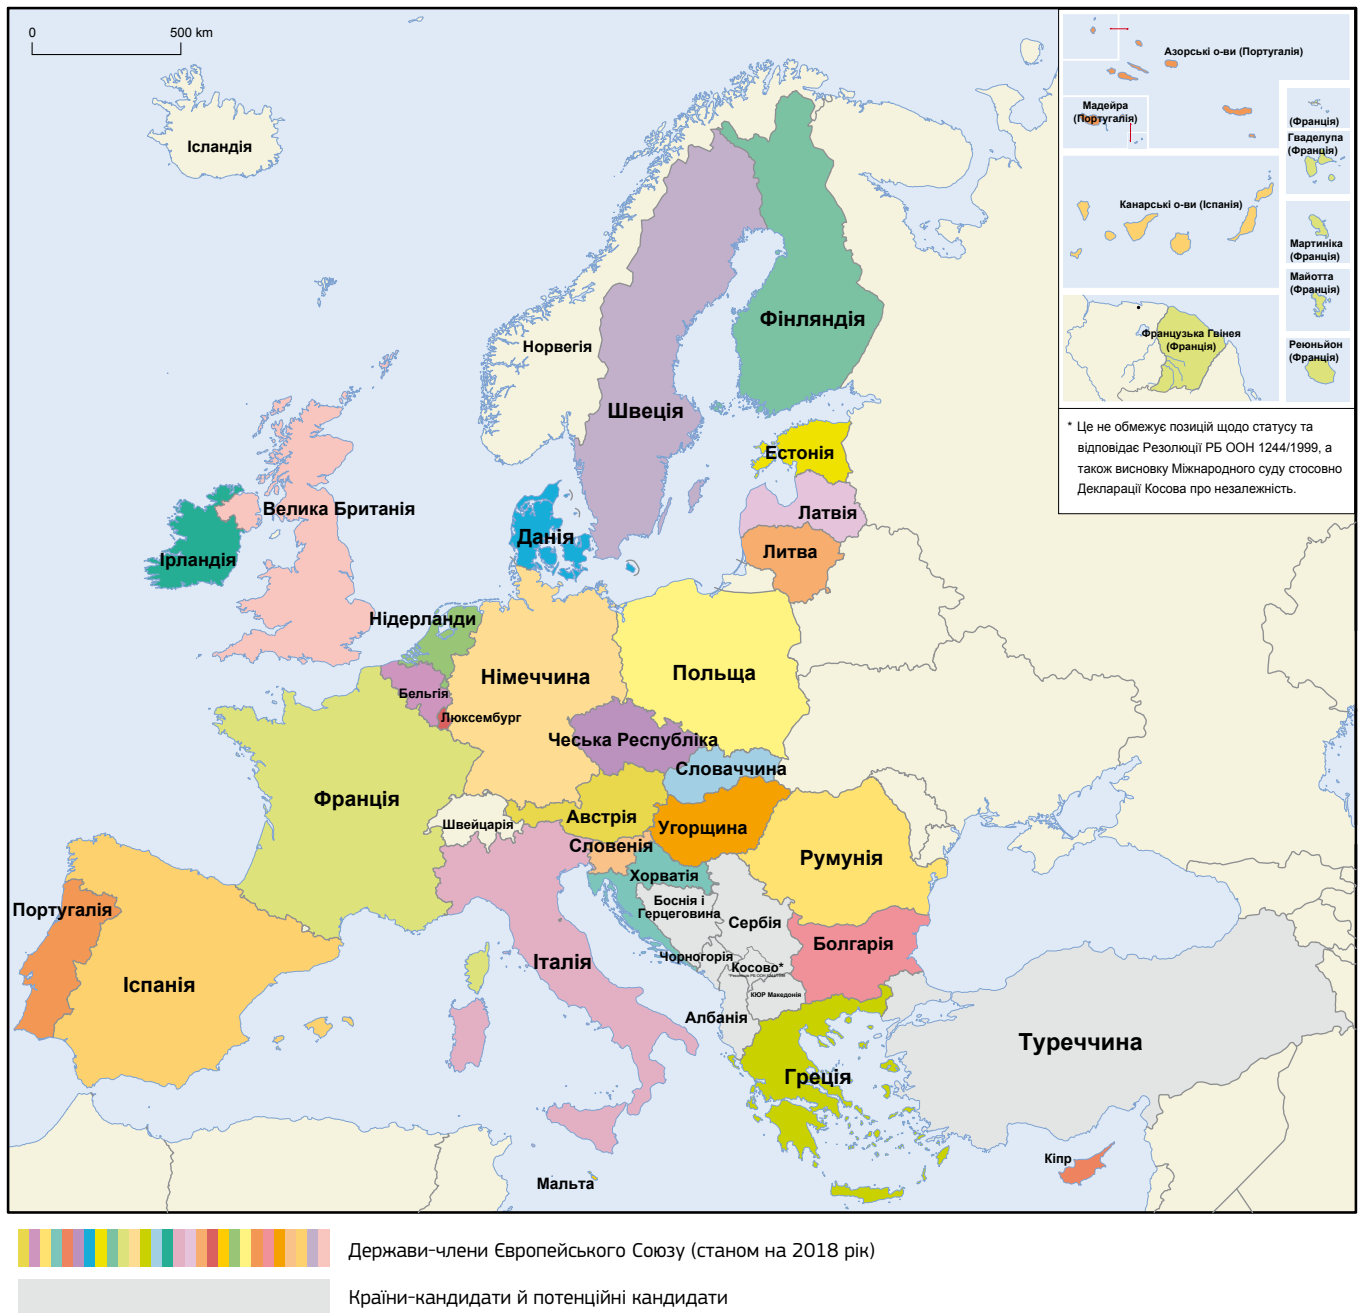 0
500 km
Азорські о-ви (Португалія)
Мадейра
(Португалія)
(Франція)
Гваделупа
(Франція)
Канарські о-ви (Іспанія)
Мартиніка
(Франція)
Майотта
(Франція)
Французька Гвінея
(Франція)
Реюньйон
(Франція)
* Це не обмежує позицій щодо статусу та
відповідає Резолюції РБ ООН 1244/1999, а
також висновку Міжнародного суду стосовно
Декларації Косова про незалежність.
Ісландія
Фінляндія
Норвегія
Швеція
Естонія
Велика Британія
Латвія
Данія
Литва
Ірландія
Нідерланди
Німеччина
Польща
Бельгія
Люксембург
Чеська Республіка
Словаччина
Франція
Австрія
Швейцарія
Угорщина
Словенія
Румунія
Хорватія
Боснія і
Герцеговина
Португалія
Сербія
Болгарія
Чорногорія
Італія
Косово*
Іспанія
КЮР Македонія
Албанія
Туреччина
Греція
Кіпр
Мальта
Держави-члени Європейського Союзу (станом на 2018 рік)
Країни-кандидати й потенційні кандидати